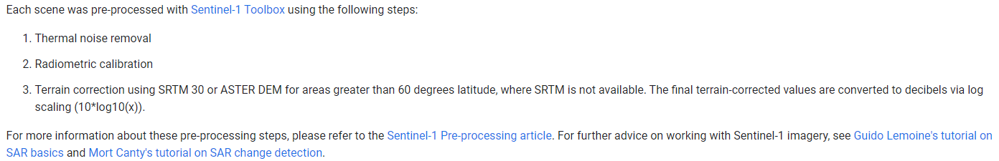 Each scene was pre-processed with Sentinel-1 Toolbox using the following steps:
1. Thermal noise removal
2. Radiometric calibration
3. Terrain correction using SRTM 30 or ASTER DEM for areas greater than 60 degrees latitude, where SRTM is not available. The final terrain-corrected values are converted to decibels via log
scaling (10*log10(x)).
For more information about these pre-processing steps, please refer to the Sentinel-1 Pre-processing article. For further advice on working with Sentinel-1 imagery, see Guido Lemoine's tutorial on
SAR basics and Mort Canty's tutorial on SAR change detection.